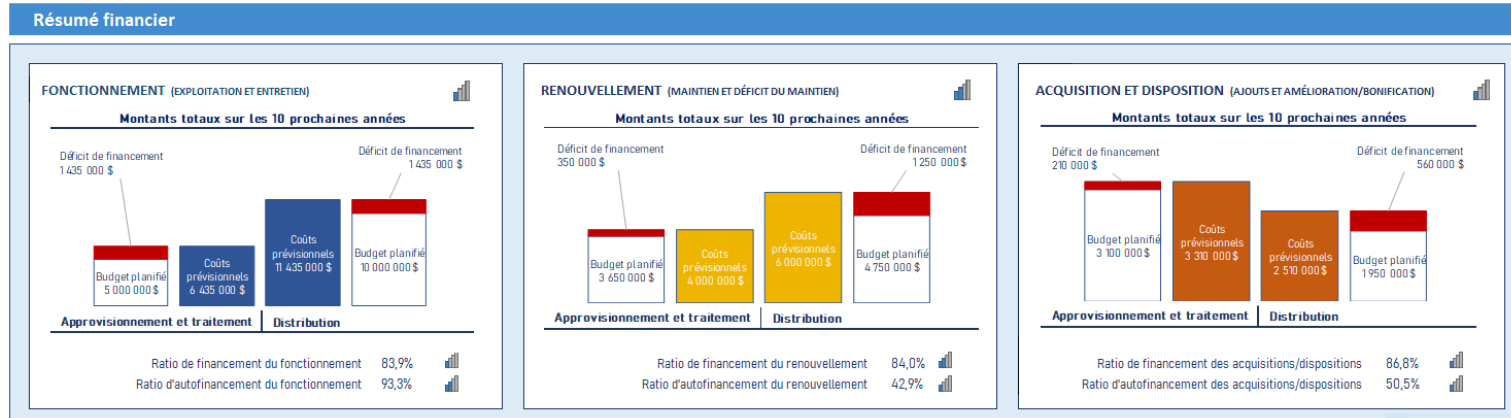 Résumé financier
FONCTIONNEMENT (EXPLOITATION ET ENTRETIEN)
Montants totaux sur les 10 prochaines années
Déficit de financement
1 435 000 $
Déficit de financement
1 435 000 $
Budget planifié
5 000 000 $
Coûts
prévisionnels
6 435 000 $
Coûts
prévisionnels
11 435 000 $
Budget planifié
10 000 000 $
Approvisionnement et traitement
Distribution
Ratio de financement du fonctionnement 83,9%
Ratio d'autofinancement du fonctionnement 93,3%
RENOUVELLEMENT (MAINTIEN ET DÉFICIT DU MAINTIEN)
Montants totaux sur les 10 prochaines années
Déficit de financement
350 000 $
Déficit de financement
1 250 000 $
Budget planifié
3 650 000 $
Coûts
prévisionnels
4 000 000 $
Coûts
prévisionnels
6 000 000 $
Budget planifié
4 750 000 $
Approvisionnement et traitement
Distribution
Ratio de financement du renouvellement 84,0%
Ratio d'autofinancement du renouvellement 42,9%
ACQUISITION ET DISPOSITION (AJOUTS ET AMÉLIORATION/BONIFICATION)
Montants totaux sur les 10 prochaines années
Déficit de financement
210 000 $
Déficit de financement
560 000 $
Budget planifié
3 100 000 $
Coûts
prévisionnels
3 310 000 $
Coûts
prévisionnels
2 510 000 $
Budget planifié
1 950 000 $
Approvisionnement et traitement
Distribution
Ratio de financement des acquisitions/dispositions 86,8%
Ratio d'autofinancement des acquisitions/dispositions 50,5%